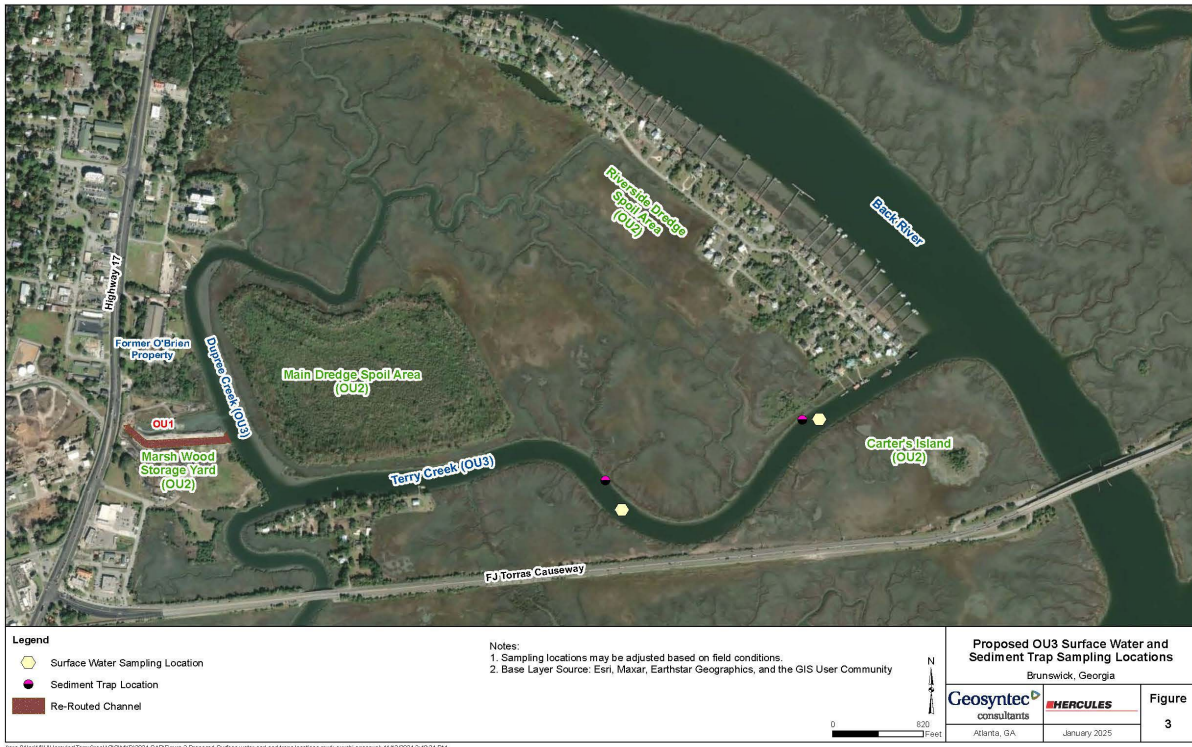 Riverside Dredge
Spoil Area
(OU2)
Back River
Highway 17
Former O'Brien
Property
Dupree Creek (OU3)
Main Dredge Spoil Area
(OU2)
OU1
Marsh Wood
Storage Yard
(OU2)
Terry Creek (OU3)
Carter's Island
(OU2)
FJ Torras Causeway
Legend
Surface Water Sampling Location
Sediment Trap Location
Re-Routed Channel
Notes:
1. Sampling locations may be adjusted based on field conditions.
2. Base Layer Source: Esri, Maxar, Earthstar Geographics, and the GIS User Community
N
0 820
Feet
Proposed OU3 Surface Water and
Sediment Trap Sampling Locations
Brunswick, Georgia
Geosyntec
consultants
HERCULES
Atlanta, GA
January 2025
Figure
3